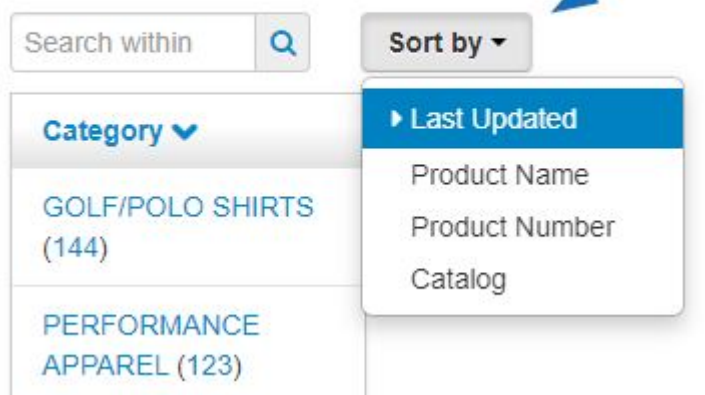 Search within
Sort by
Category
Last Updated
Product Name
Product Number
Catalog
GOLF/POLO SHIRTS
(144)
PERFORMANCE
APPAREL (123)